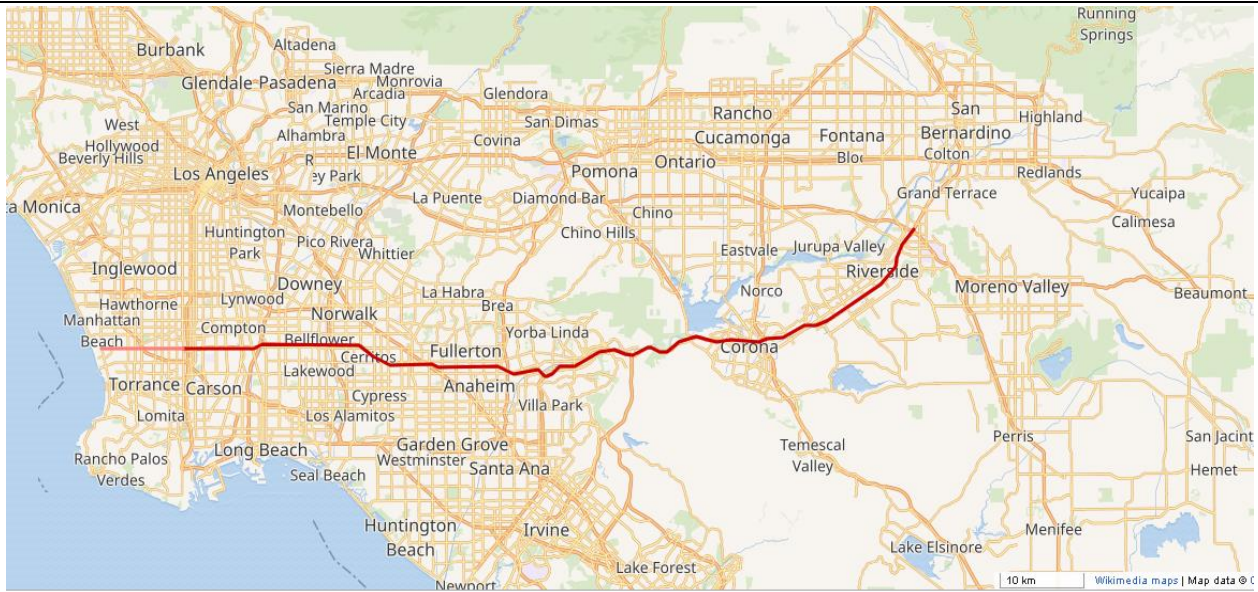 Running
Springs
Burbank
Altadena
Sierra Madre
Glendale Pasadena
Monrovia
Arcadia
Glendora
San Marino
Temple City
San Dimas
Rancho
Cucamonga
San
Bernardino
Highland
West
Hollywood
Beverly Hills
Alhambra
El Monte
Covina
Fontana
Ontario
Pomona
Colton
Redlands
Los Angeles
R
ey Park
La Puente
Diamond Bar
Grand Terrace
Yucaipa
Calimesa
ca Monica
Montebello
Chino
Huntington
Park
Pico Rivera
Whittier
Chino Hills
Eastvale
Jurupa Valley
Inglewood
Riverside
Downey
La Habra
Norco
Moreno Valley
Beaumont
Hawthorne
Lynwood
Brea
Manhattan
Beach
Compton
Norwalk
Yorba Linda
Bellflower
Cerritos
Fullerton
Corona
Torrance
Carson
Lakewood
Anaheim
Lomita
Cypress
Los Alamitos
Villa Park
Rancho Palos
Verdes
Long Beach
Garden Grove
Westminster
Santa Ana
Seal Beach
Temescal
Valley
Perris
San Jacint
Hemet
Huntington
Beach
Irvine
Menifee
Lake Elsinore
Lake Forest
Newport
10 km
Wikimedia maps | Map data ©